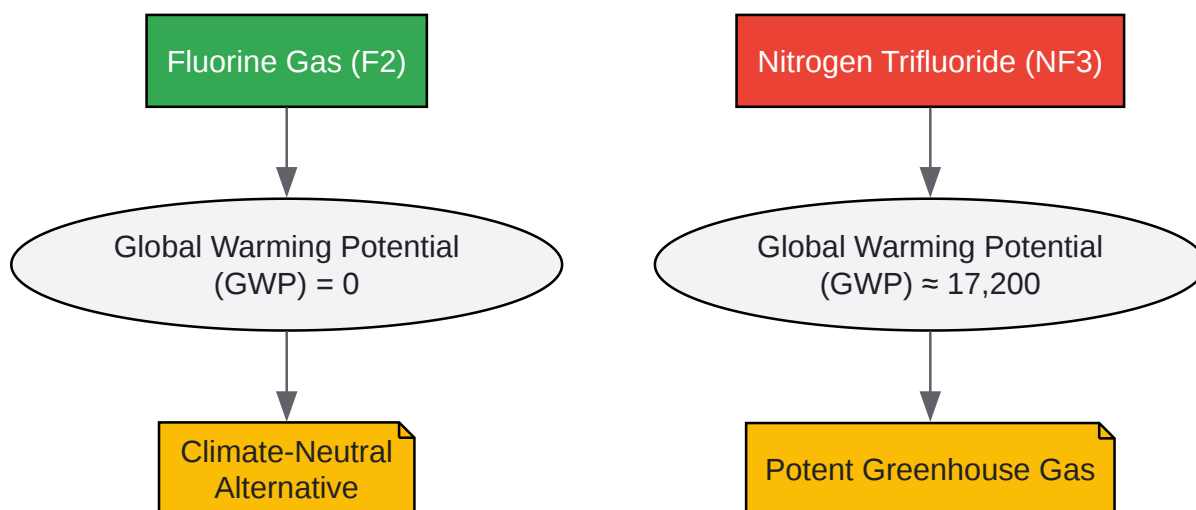 Fluorine Gas (F2)
Nitrogen Trifluoride (NF3)
Global Warming Potential
(GWP) = 0
Global Warming Potential
(GWP) ≈ 17,200
Climate-Neutral
Alternative
Potent Greenhouse Gas